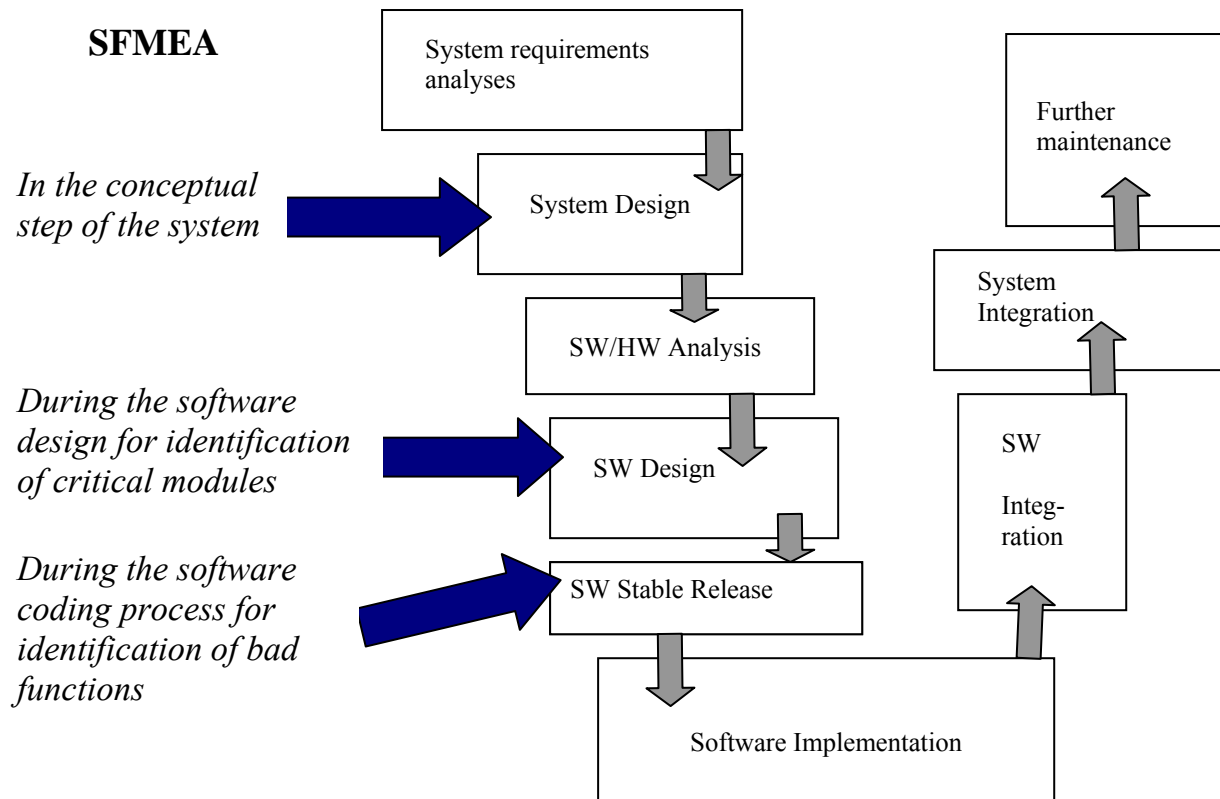 SFMEA
System requirements
analyses
In the conceptual
step of the system
System Design
SW/HW Analysis
During the software
design for identification
of critical modules
SW Design
During the software
coding process for
identification of bad
functions
SW Stable Release
Software Implementation
SW
Integ-
ration
System
Integration
Further
maintenance